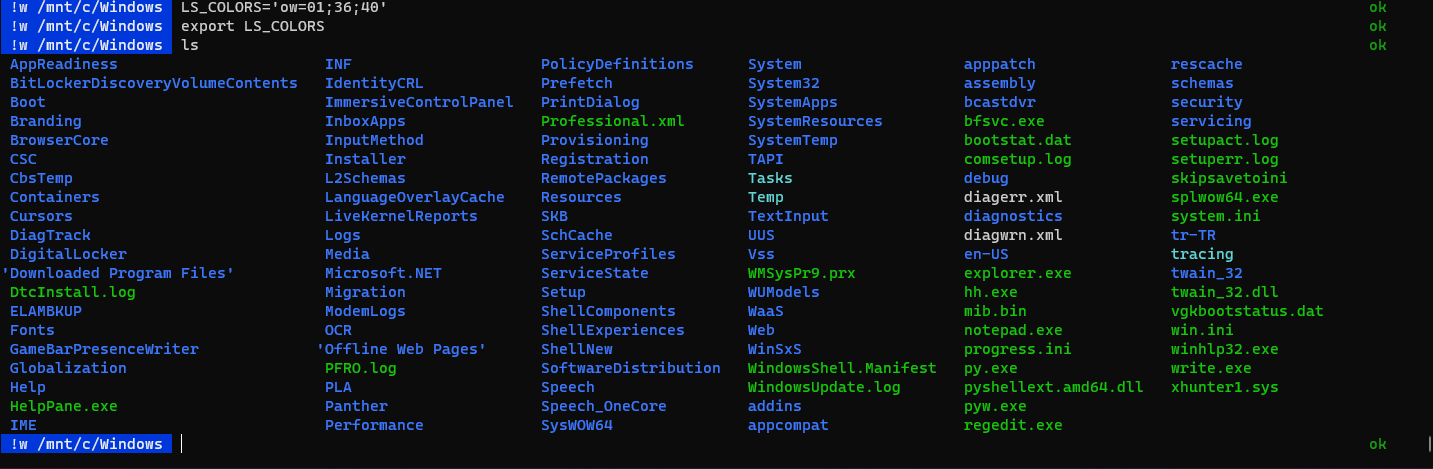 !w /mnt/c/Windows LS_COLORS='ow=01;36;40' ok
!w /mnt/c/Windows export LS_COLORS ok
!w /mnt/c/Windows ls ok
AppReadiness INF PolicyDefinitions System apppatch rescache
BitLockerDiscoveryVolumeContents IdentityCRL Prefetch System32 assembly schemas
Boot ImmersiveControlPanel PrintDialog SystemApps bcastdvr security
Branding InboxApps Professional.xml SystemResources bfsvc.exe servicing
BrowserCore InputMethod Provisioning SystemTemp bootstat.dat setupact.log
CSC Installer Registration TAPI comsetup.log setuperr.log
CbsTemp L2Schemas RemotePackages Tasks debug skipsavetoini
Containers LanguageOverlayCache Resources Temp diagerr.xml splwow64.exe
Cursors LiveKernelReports SKB TextInput diagnostics system.ini
DiagTrack Logs SchCache UUS diagwrn.xml tr-TR
DigitalLocker Media ServiceProfiles Vss en-US tracing
'Downloaded Program Files' Microsoft.NET ServiceState WMSysPr9.prx explorer.exe twain_32
DtcInstall.log Migration Setup WUModels hh.exe twain_32.dll
ELAMBKUP ModemLogs ShellComponents WaaS mib.bin vgkbootstatus.dat
Fonts OCR ShellExperiences Web notepad.exe win.ini
GameBarPresenceWriter 'Offline Web Pages' ShellNew WinSxS progress.ini winhlp32.exe
Globalization PFRO.log SoftwareDistribution WindowsShell.Manifest py.exe write.exe
Help PLA Speech WindowsUpdate.log pyshellext.amd64.dll xhunter1.sys
HelpPane.exe Panther Speech_OneCore addins pyw.exe
IME Performance SysWOW64 appcompat regedit.exe
!w /mnt/c/Windows ok